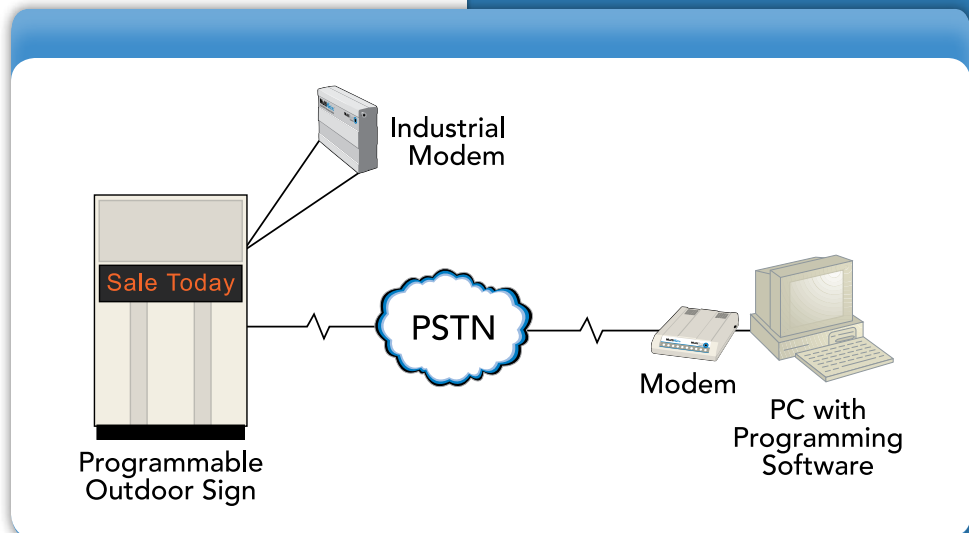 Industrial
Modem
Sale Today
PSTN
Modem
PC with
Programming
Software
Programmable
Outdoor Sign